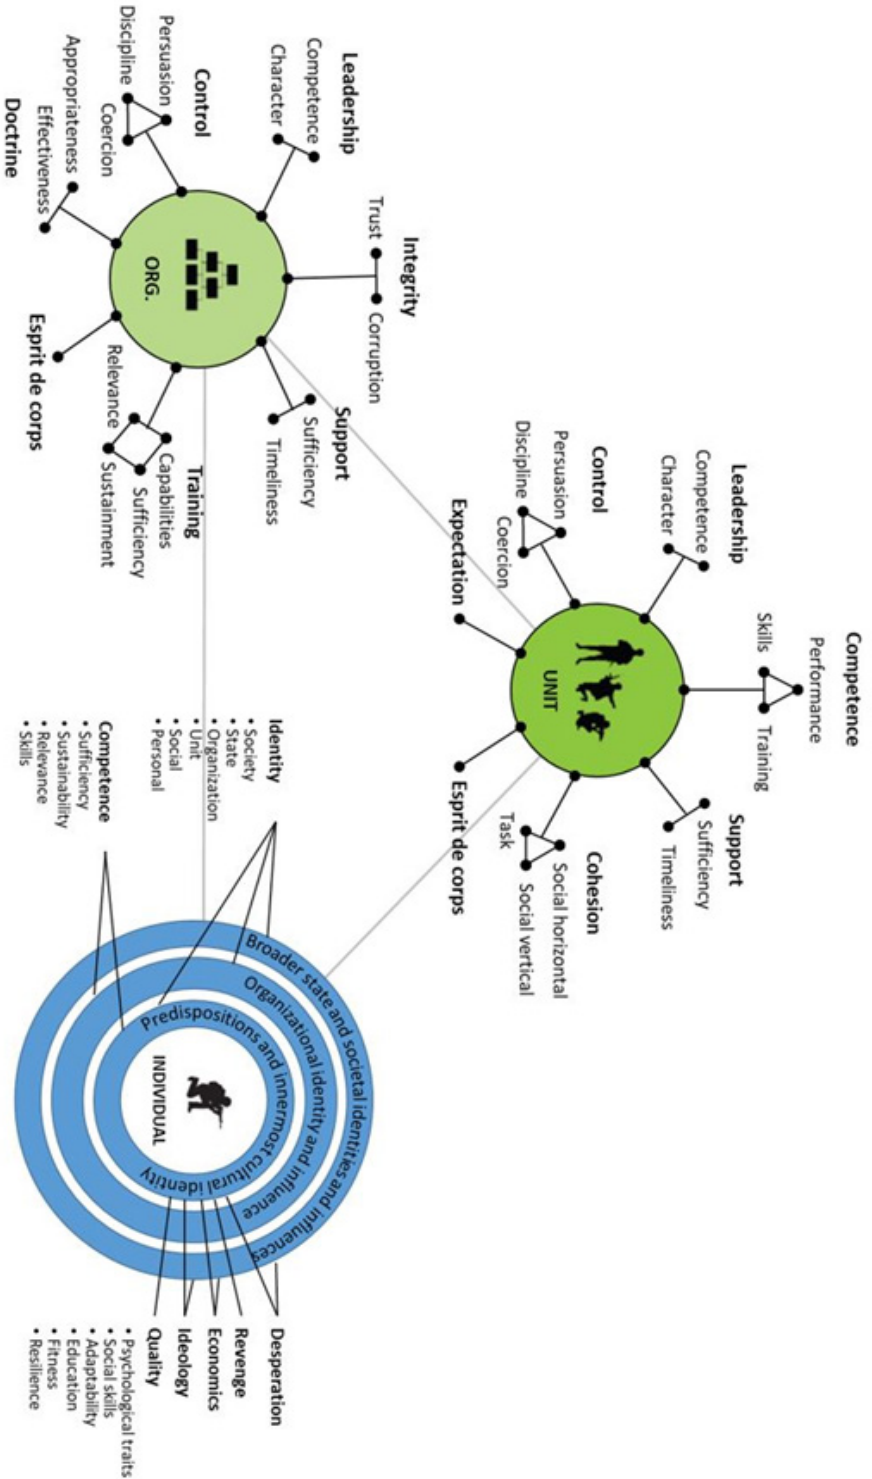 Competence
Performance
Skills
Training
Leadership
Competence
Character
Support
Sufficiency
Timeliness
Control
Persuasion
Discipline
Coercion
UNIT
Cohesion
Social horizontal
Social vertical
Task
Expectation
Esprit de corps
Integrity
Trust
Corruption
Leadership
Competence
Character
Support
Sufficiency
Timeliness
Control
Persuasion
Discipline
Coercion
ORG.
Training
Capabilities
Sufficiency
Relevance
Sustainment
Appropriateness
Effectiveness
Doctrine
Esprit de corps
Identity
• Society
• State
• Organization
• Unit
• Social
• Personal
Competence
• Sufficiency
• Sustainability
• Relevance
• Skills
Broader state and societal identities and influences
Organizational identity and influence
Predispositions and innermost cultural identity
INDIVIDUAL
Desperation
Revenge
Economics
Ideology
Quality
• Psychological traits
• Social skills
• Adaptability
• Education
• Fitness
• Resilience